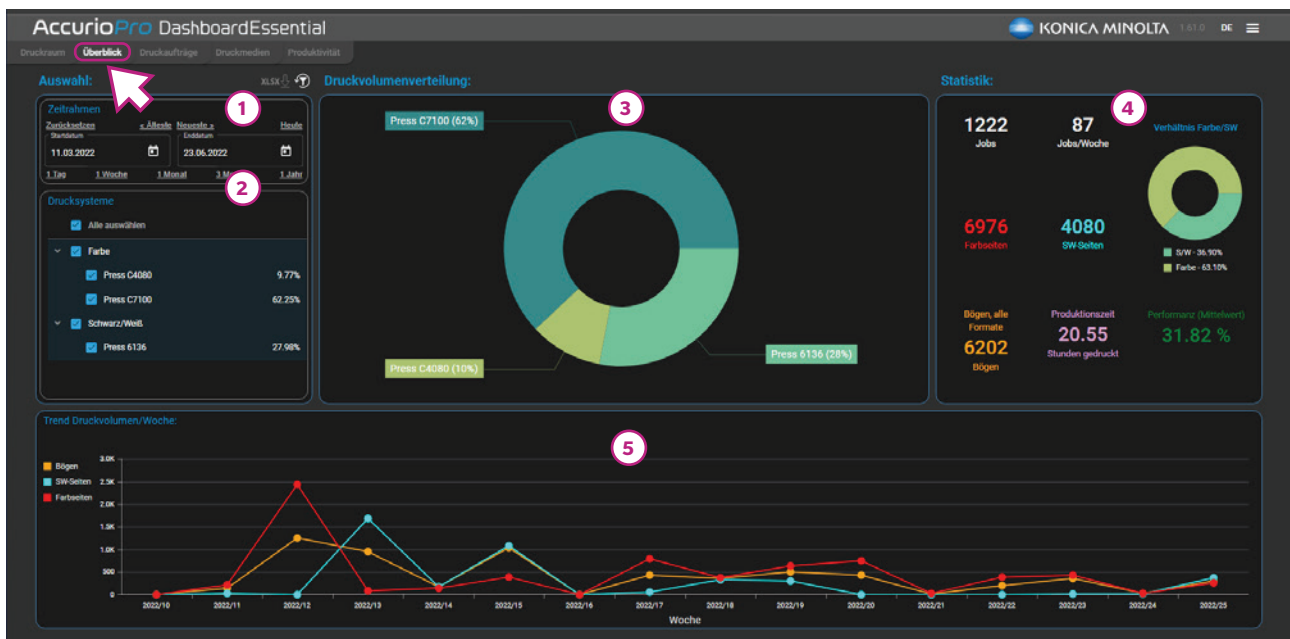 AccurioPro DashboardEssential
KONICA MINOLTA 1.61.0 DE
Druckraum Überblick Druckaufträge Druckmedien Produktivität
Auswahl: XLSX
Zeitrahmen
1
Zurücksetzen « Älteste Neueste » Heute
Startdatum Enddatum
11.03.2022 23.06.2022
1 Tag 1 Woche 1 Monat 1 Jahr
2
Drucksysteme
Alle auswählen
Farbe
Press C4080 9.77%
Press C7100 62.25%
Schwarz/Weiß
Press 6136 27.98%
Druckvolumenverteilung:
3
Press C7100 (62%)
Press 6136 (28%)
Press C4080 (10%)
Statistik:
4
1222 87 Verhältnis Farbe/SW
Jobs Jobs/Woche
6976 4080
Farbseiten SW-Seiten
S/W - 36.90%
Farbe - 63.10%
Bögen, alle Produktionszeit Performanz (Mittelwert)
Formate 20.55 31.82 %
6202 Stunden gedruckt
Bögen
Trend Druckvolumen/Woche:
5
Bögen
SW-Seiten
Farbseiten
3.0K
2.5K
2.0K
1.5K
1.0K
500
0
2022/10 2022/11 2022/12 2022/13 2022/14 2022/15 2022/16 2022/17 2022/18 2022/19 2022/20 2022/21 2022/22 2022/23 2022/24 2022/25
Woche